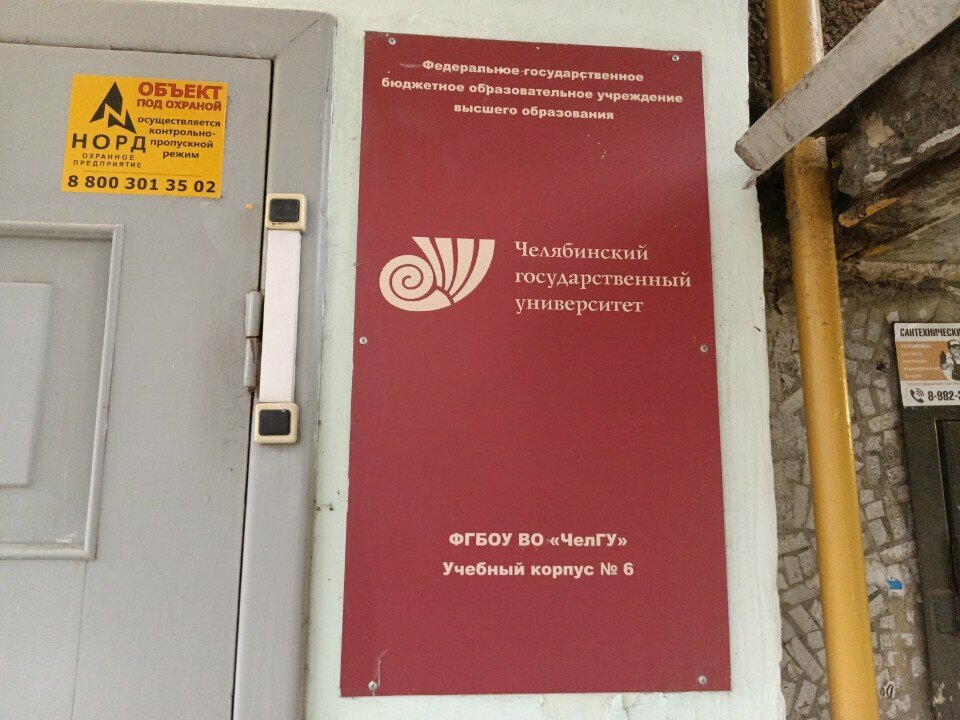 ОБЪЕКТ
ПОД ОХРАНОЙ
осуществляется
контрольно-
пропускной
режим
НОРД
ОХРАННОЕ
ПРЕДПРИЯТИЕ
8 800 301 35 02
Федеральное государственное
бюджетное образовательное учреждение
высшего образования
Челябинский
государственный
университет
ФГБОУ ВО «ЧелГУ»
Учебный корпус № 6
САНТЕХНИЧЕСКИ
УСТАНОВКА:
8-982-